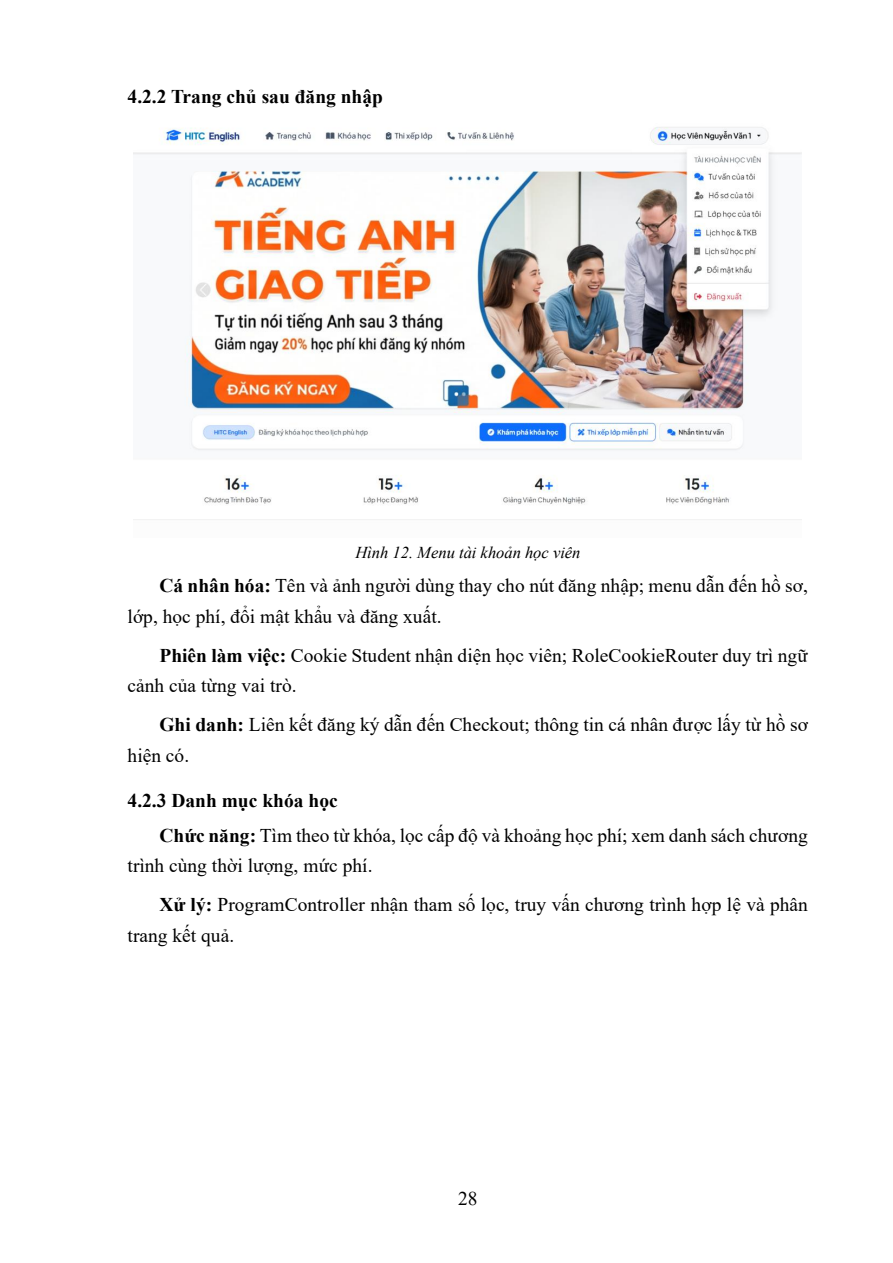 4.2.2 Trang chủ sau đăng nhập
HITC English
Trang chủ
Khóa học
Thi xếp lớp
Tư vấn & Liên hệ
Học Viên Nguyễn Văn 1
TÀI KHOẢN HỌC VIÊN
Tư vấn của tôi
Hồ sơ của tôi
Lớp học của tôi
Lịch học & TKB
Lịch sử học phí
Đổi mật khẩu
Đăng xuất
ACADEMY
TIẾNG ANH
GIAO TIẾP
Tự tin nói tiếng Anh sau 3 tháng
Giảm ngay 20% học phí khi đăng ký nhóm
ĐĂNG KÝ NGAY
HITC English
Đăng ký khóa học theo lịch phù hợp
Khám phá khóa học
Thi xếp lớp miễn phí
Nhắn tin tư vấn
16+
Chương Trình Đào Tạo
15+
Lớp Học Đang Mở
4+
Giảng Viên Chuyên Nghiệp
15+
Học Viên Đồng Hành
Hình 12. Menu tài khoản học viên
Cá nhân hóa: Tên và ảnh người dùng thay cho nút đăng nhập; menu dẫn đến hồ sơ,
lớp, học phí, đổi mật khẩu và đăng xuất.
Phiên làm việc: Cookie Student nhận diện học viên; RoleCookieRouter duy trì ngữ
cảnh của từng vai trò.
Ghi danh: Liên kết đăng ký dẫn đến Checkout; thông tin cá nhân được lấy từ hồ sơ
hiện có.
4.2.3 Danh mục khóa học
Chức năng: Tìm theo từ khóa, lọc cấp độ và khoảng học phí; xem danh sách chương
trình cùng thời lượng, mức phí.
Xử lý: ProgramController nhận tham số lọc, truy vấn chương trình hợp lệ và phân
trang kết quả.
28